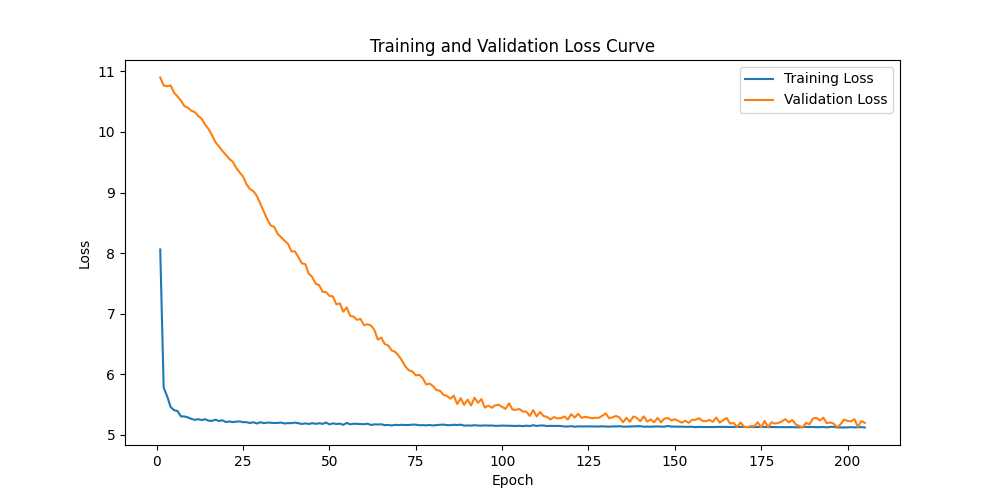 Training and Validation Loss Curve
Training Loss
Validation Loss
Loss
11
10
9
8
7
6
5
0 25 50 75 100 125 150 175 200
Epoch